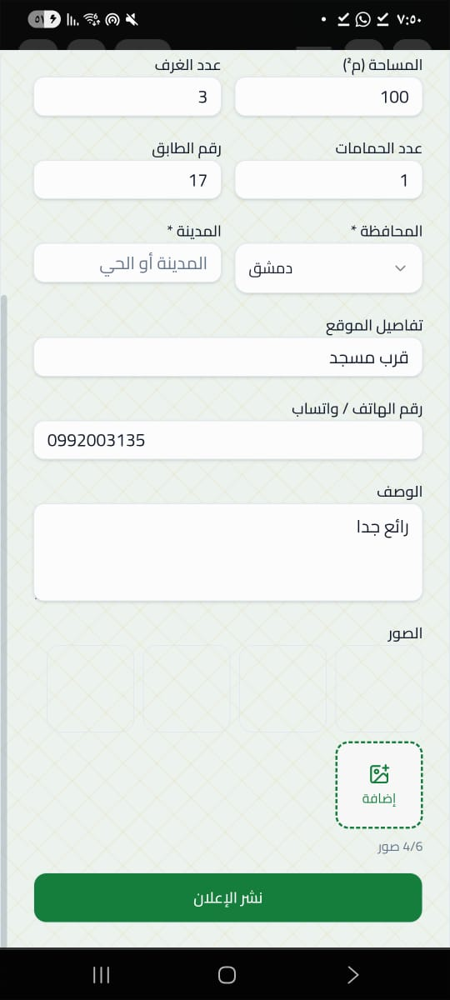 ٥١
٧:٥٠
المساحة (م²)
عدد الغرف
100
3
عدد الحمامات
رقم الطابق
1
17
المحافظة *
المدينة *
دمشق
المدينة أو الحي
تفاصيل الموقع
قرب مسجد
رقم الهاتف / واتساب
0992003135
الوصف
رائع جدا
الصور
إضافة
4/6 صور
نشر الإعلان